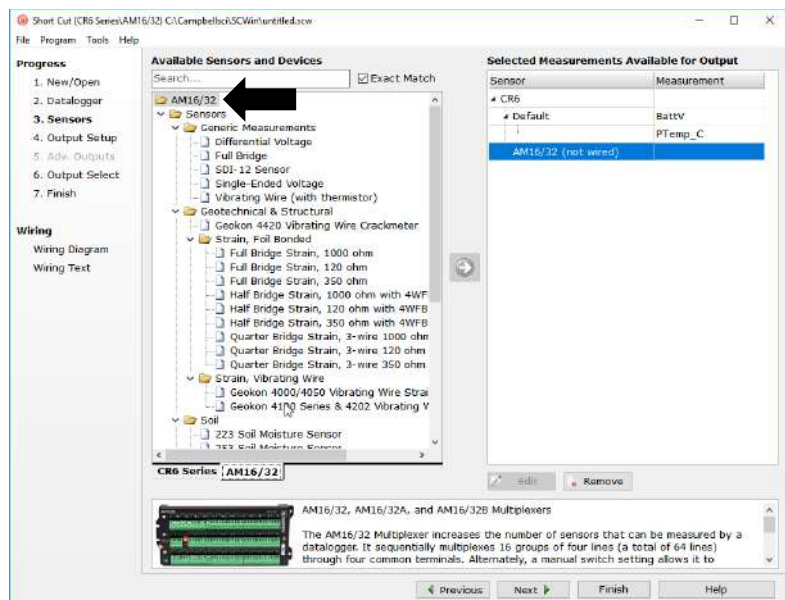 Short Cut (CR6 Series\AM16/32) C:\Campbellsci\SCWin\untitled.scw
File Program Tools Help
Progress
1. New/Open
2. Datalogger
3. Sensors
4. Output Setup
5. Adv. Outputs
6. Output Select
7. Finish
Wiring
Wiring Diagram
Wiring Text
Available Sensors and Devices
Search...
Exact Match
AM16/32
Sensors
Generic Measurements
Differential Voltage
Full Bridge
SDI-12 Sensor
Single-Ended Voltage
Vibrating Wire (with thermistor)
Geotechnical & Structural
Geokon 4420 Vibrating Wire Crackmeter
Strain, Foil Bonded
Full Bridge Strain, 1000 ohm
Full Bridge Strain, 120 ohm
Full Bridge Strain, 350 ohm
Half Bridge Strain, 1000 ohm with 4WF
Half Bridge Strain, 120 ohm with 4WFB
Half Bridge Strain, 350 ohm with 4WFB
Quarter Bridge Strain, 3-wire 1000 ohm
Quarter Bridge Strain, 3-wire 120 ohm
Quarter Bridge Strain, 3-wire 350 ohm
Strain, Vibrating Wire
Geokon 4000/4050 Vibrating Wire Strai
Geokon 4100 Series & 4202 Vibrating W
Soil
223 Soil Moisture Sensor
253 Soil Moisture Sensor
CR6 Series AM16/32
Selected Measurements Available for Output
Sensor Measurement
CR6
Default BattV
PTemp_C
AM16/32 (not wired)
Edit Remove
AM16/32, AM16/32A, and AM16/32B Multiplexers
The AM16/32 Multiplexer increases the number of sensors that can be measured by a
datalogger. It sequentially multiplexes 16 groups of four lines (a total of 64 lines)
through four common terminals. Alternately, a manual switch setting allows it to
Previous Next Finish Help